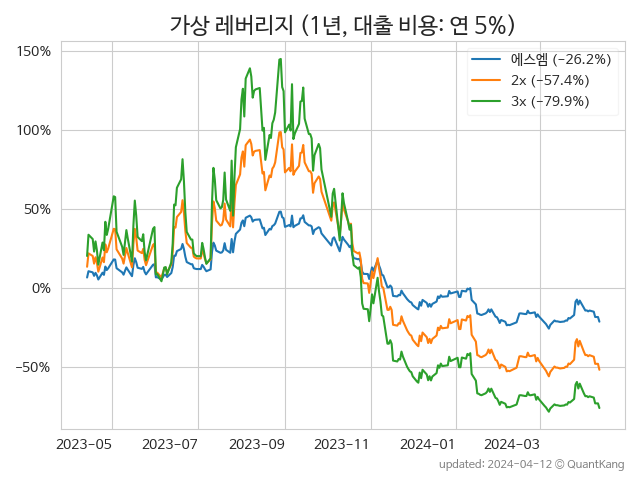 가상 레버리지 (1년, 대출 비용: 연 5%)
에스엠 (−26.2%)
2x (−57.4%)
3x (−79.9%)
150%
100%
50%
0%
−50%
2023-05 2023-07 2023-09 2023-11 2024-01 2024-03
updated: 2024-04-12 © QuantKang